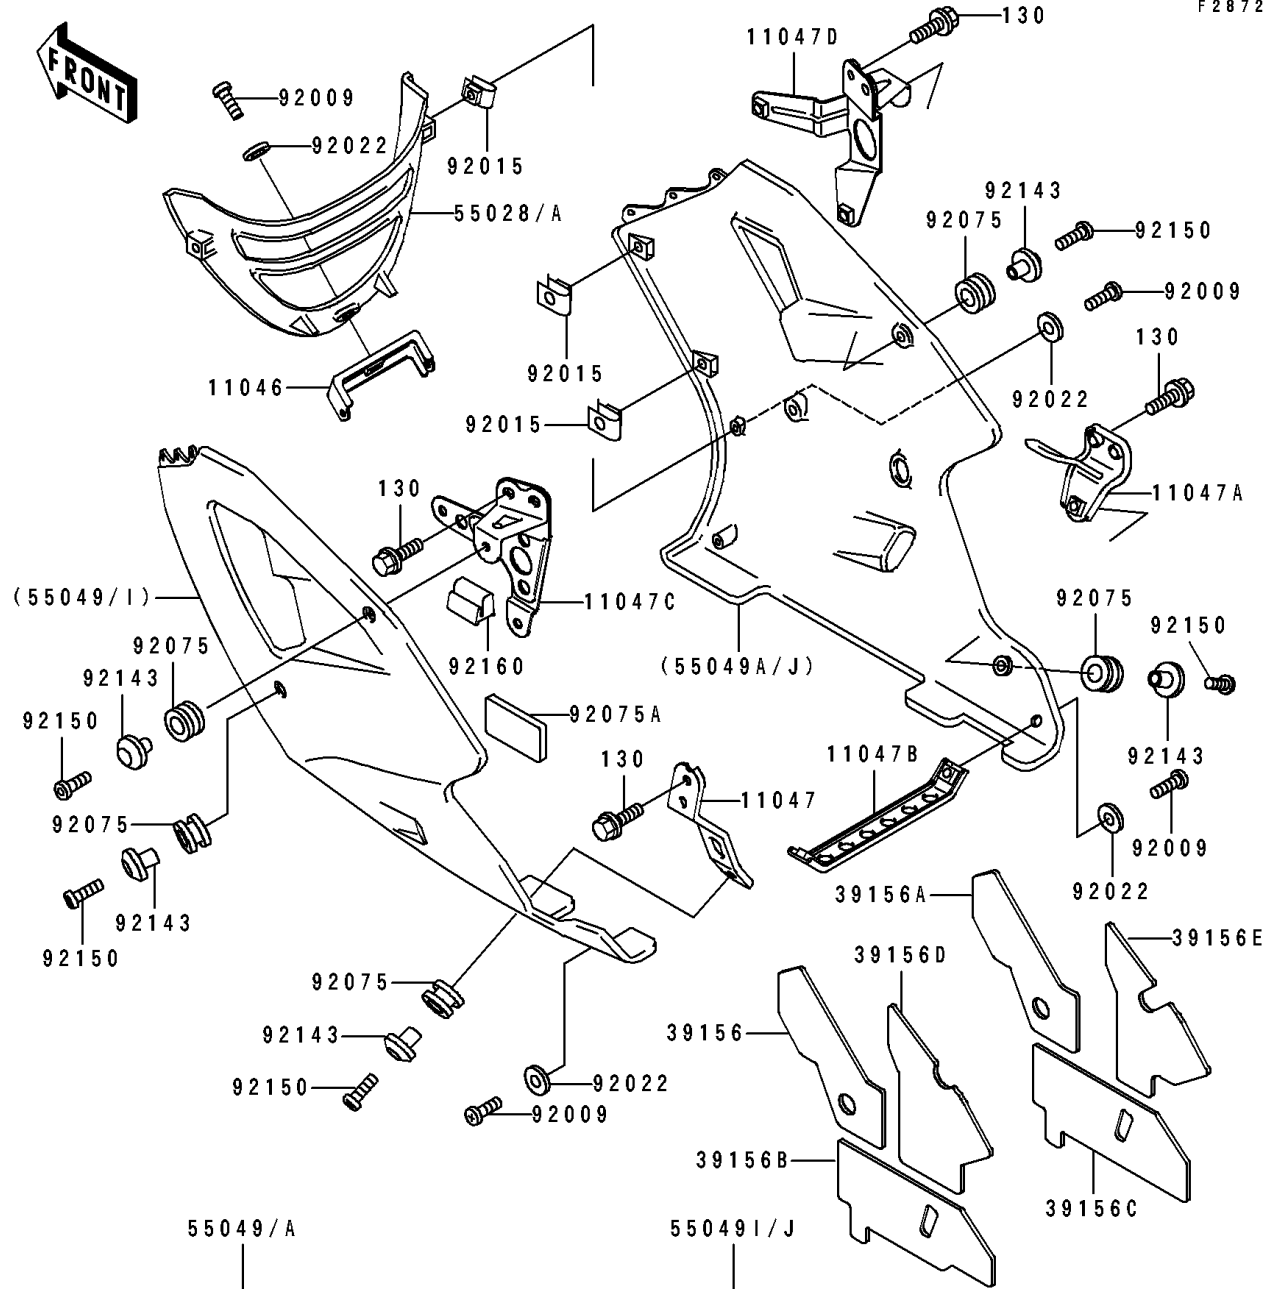 F2872
130
11047D
FRONT
92009
92022
92015
55028/A
92143
92075
92150
92009
130
92015
11046
92022
92015
130
11047A
(55049/I)
11047C
92075
92150
92075
92160
(55049A/J)
92143
92150
92075A
92143
130
11047B
11047
92075
92009
92143
92022
39156A
92150
39156E
39156D
92075
92143
39156
92150
92022
92009
39156B
39156C
55049/A
55049I/J